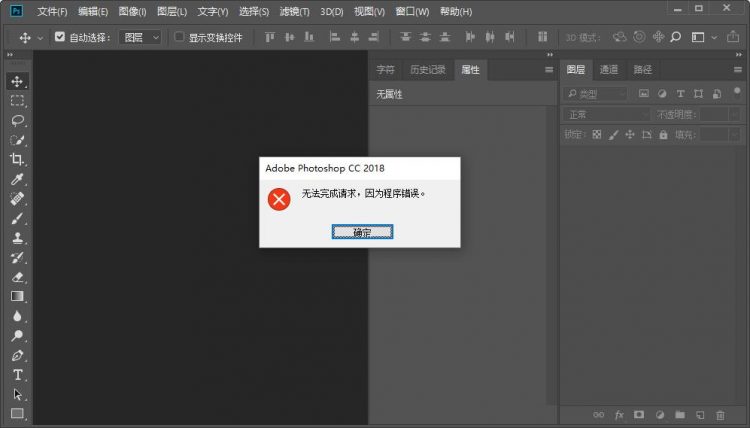 Ps 文件(F) 编辑(E) 图像(I) 图层(L) 文字(Y) 选择(S) 滤镜(T) 3D(D) 视图(V) 窗口(W) 帮助(H)
自动选择: 图层 显示变换控件 3D 模式:
字符 历史记录 属性
无属性
图层 通道 路径
类型
正常 不透明度:
锁定: 填充:
Adobe Photoshop CC 2018
无法完成请求，因为程序错误。
确定
T
fx